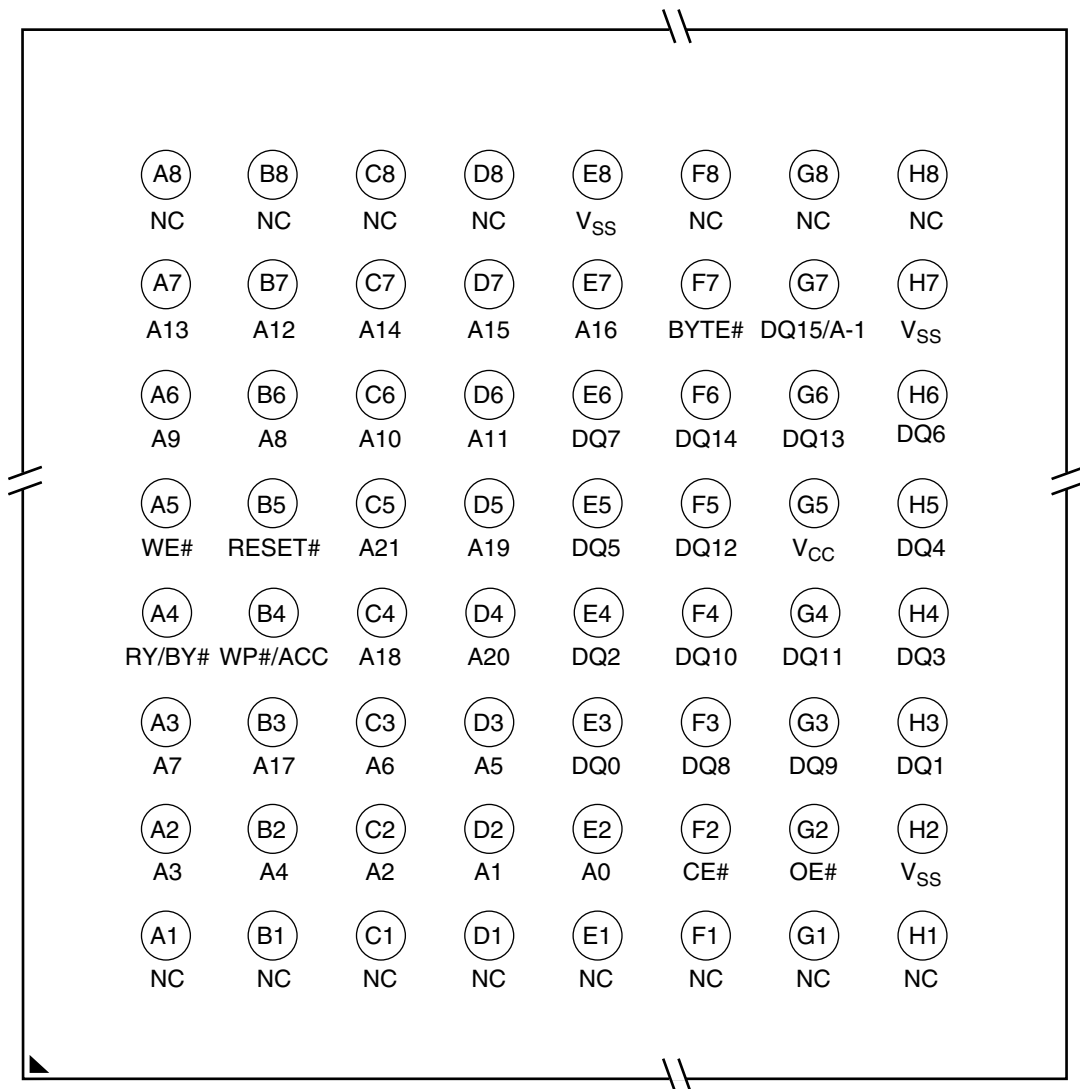 A8 B8 C8 D8 E8 F8 G8 H8
NC NC NC NC VSS NC NC NC
A7 B7 C7 D7 E7 F7 G7 H7
A13 A12 A14 A15 A16 BYTE# DQ15/A-1 VSS
A6 B6 C6 D6 E6 F6 G6 H6
A9 A8 A10 A11 DQ7 DQ14 DQ13 DQ6
A5 B5 C5 D5 E5 F5 G5 H5
WE# RESET# A21 A19 DQ5 DQ12 VCC DQ4
A4 B4 C4 D4 E4 F4 G4 H4
RY/BY# WP#/ACC A18 A20 DQ2 DQ10 DQ11 DQ3
A3 B3 C3 D3 E3 F3 G3 H3
A7 A17 A6 A5 DQ0 DQ8 DQ9 DQ1
A2 B2 C2 D2 E2 F2 G2 H2
A3 A4 A2 A1 A0 CE# OE# VSS
A1 B1 C1 D1 E1 F1 G1 H1
NC NC NC NC NC NC NC NC